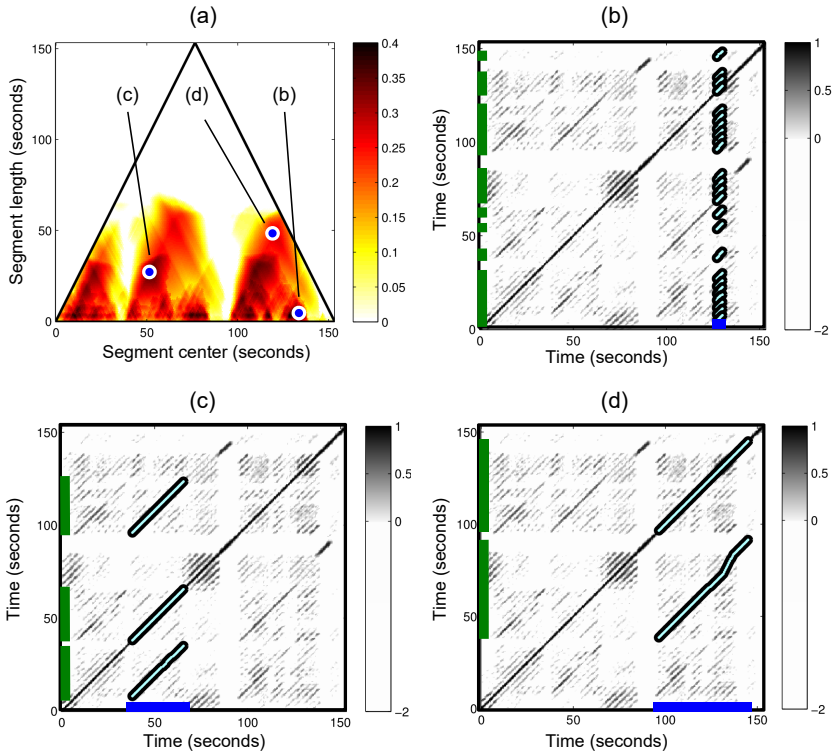 (a)
150
100
50
0
0 50 100 150
Segment length (seconds)
Segment center (seconds)
(c) (d) (b)
0.4
0.35
0.3
0.25
0.2
0.15
0.1
0.05
0
(b)
150
100
50
0
0 50 100 150
Time (seconds)
Time (seconds)
1
0.5
0
−2
(c)
150
100
50
0
0 50 100 150
Time (seconds)
Time (seconds)
1
0.5
0
−2
(d)
150
100
50
0
0 50 100 150
Time (seconds)
Time (seconds)
1
0.5
0
−2